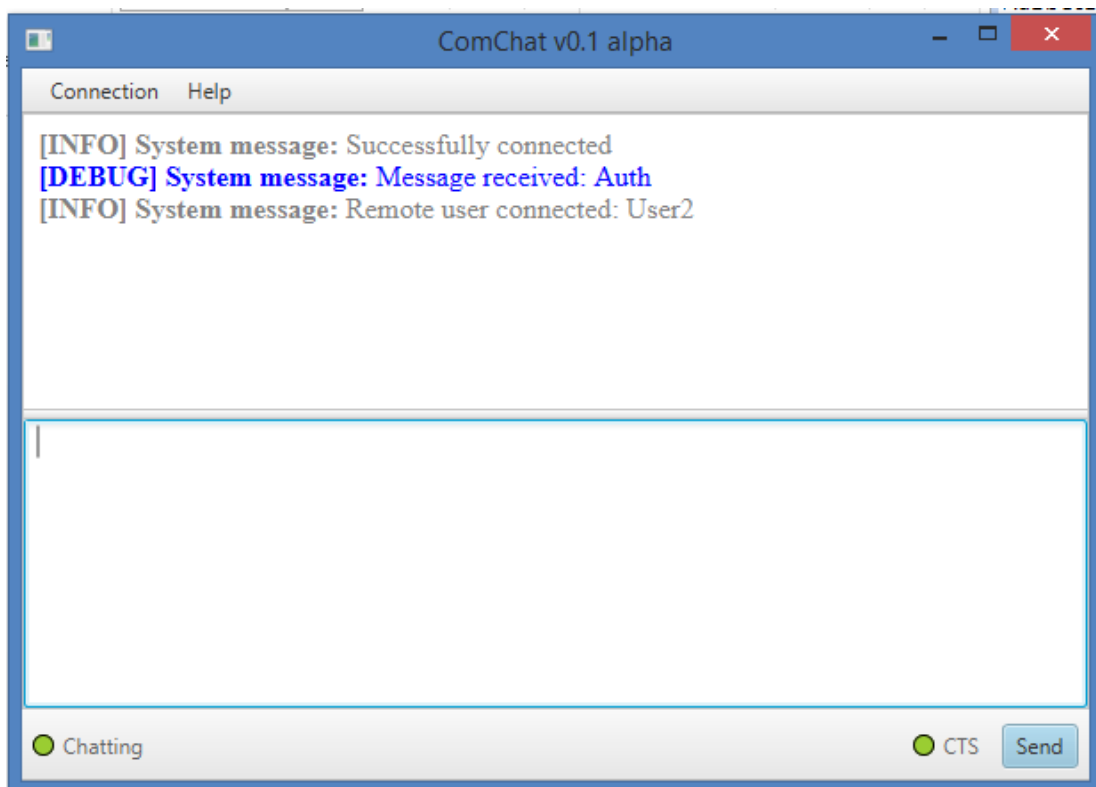 ComChat v0.1 alpha
Connection Help
[INFO] System message: Successfully connected
[DEBUG] System message: Message received: Auth
[INFO] System message: Remote user connected: User2
Chatting CTS Send